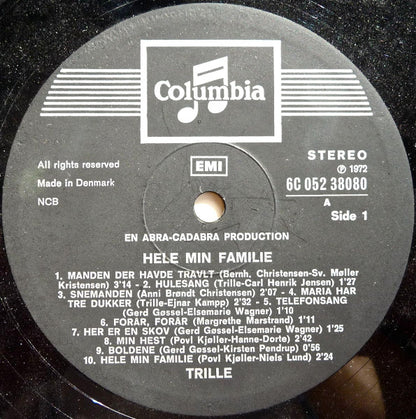 Columbia
All rights reserved
Made in Denmark
NCB
EMI
STEREO
℗ 1972
6C 052 38080
A
Side 1
EN ABRA-CADABRA PRODUCTION
HELE MIN FAMILIE
1. MANDEN DER HAVDE TRAVLT (Bernh. Christensen-Sv. Møller
Kristensen) 3'14 - 2. HULESANG (Trille-Carl Henrik Jensen) 1'27
3. SNEMANDEN (Anni Brøndt Christensen) 2'07 - 4. MARIA HAR
TRE DUKKER (Trille-Ejnar Kampp) 2'32 - 5. TELEFONSANG
(Gerd Gøssel-Elsemarie Wagner) 1'10
6. FORÅR, FORÅR (Margrethe Marstrand) 1'11
7. HER ER EN SKOV (Gerd Gøssel-Elsemarie Wagner) 1'25
8. MIN HEST (Povl Kjøller-Hanne-Dorte) 2'42
9. BOLDENE (Gerd Gøssel-Kirsten Pendrup) 0'56
10. HELE MIN FAMILIE (Povl Kjøller-Niels Lund) 2'24
TRILLE